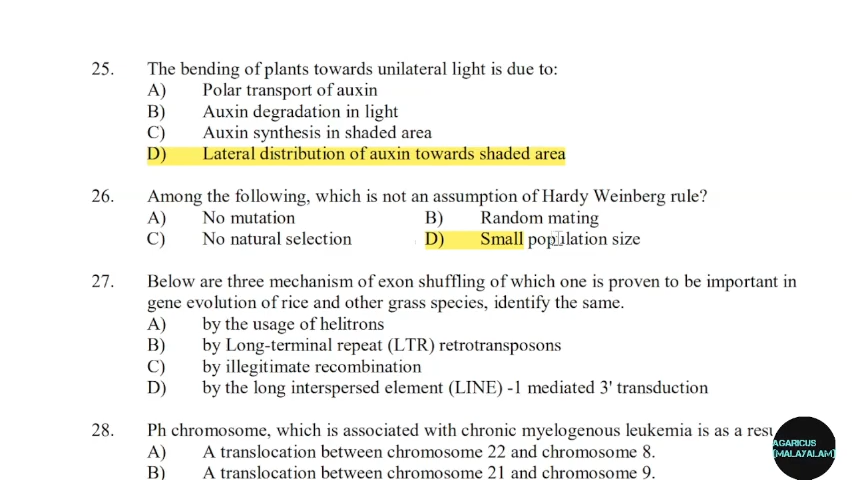 25. The bending of plants towards unilateral light is due to:
A) Polar transport of auxin
B) Auxin degradation in light
C) Auxin synthesis in shaded area
D) Lateral distribution of auxin towards shaded area
26. Among the following, which is not an assumption of Hardy Weinberg rule?
A) No mutation B) Random mating
C) No natural selection D) Small population size
27. Below are three mechanism of exon shuffling of which one is proven to be important in
gene evolution of rice and other grass species, identify the same.
A) by the usage of helitrons
B) by Long-terminal repeat (LTR) retrotransposons
C) by illegitimate recombination
D) by the long interspersed element (LINE) -1 mediated 3' transduction
28. Ph chromosome, which is associated with chronic myelogenous leukemia is as a
A) A translocation between chromosome 22 and chromosome 8.
B) A translocation between chromosome 21 and chromosome 9.
AGARICUS
[MALAYALAM]